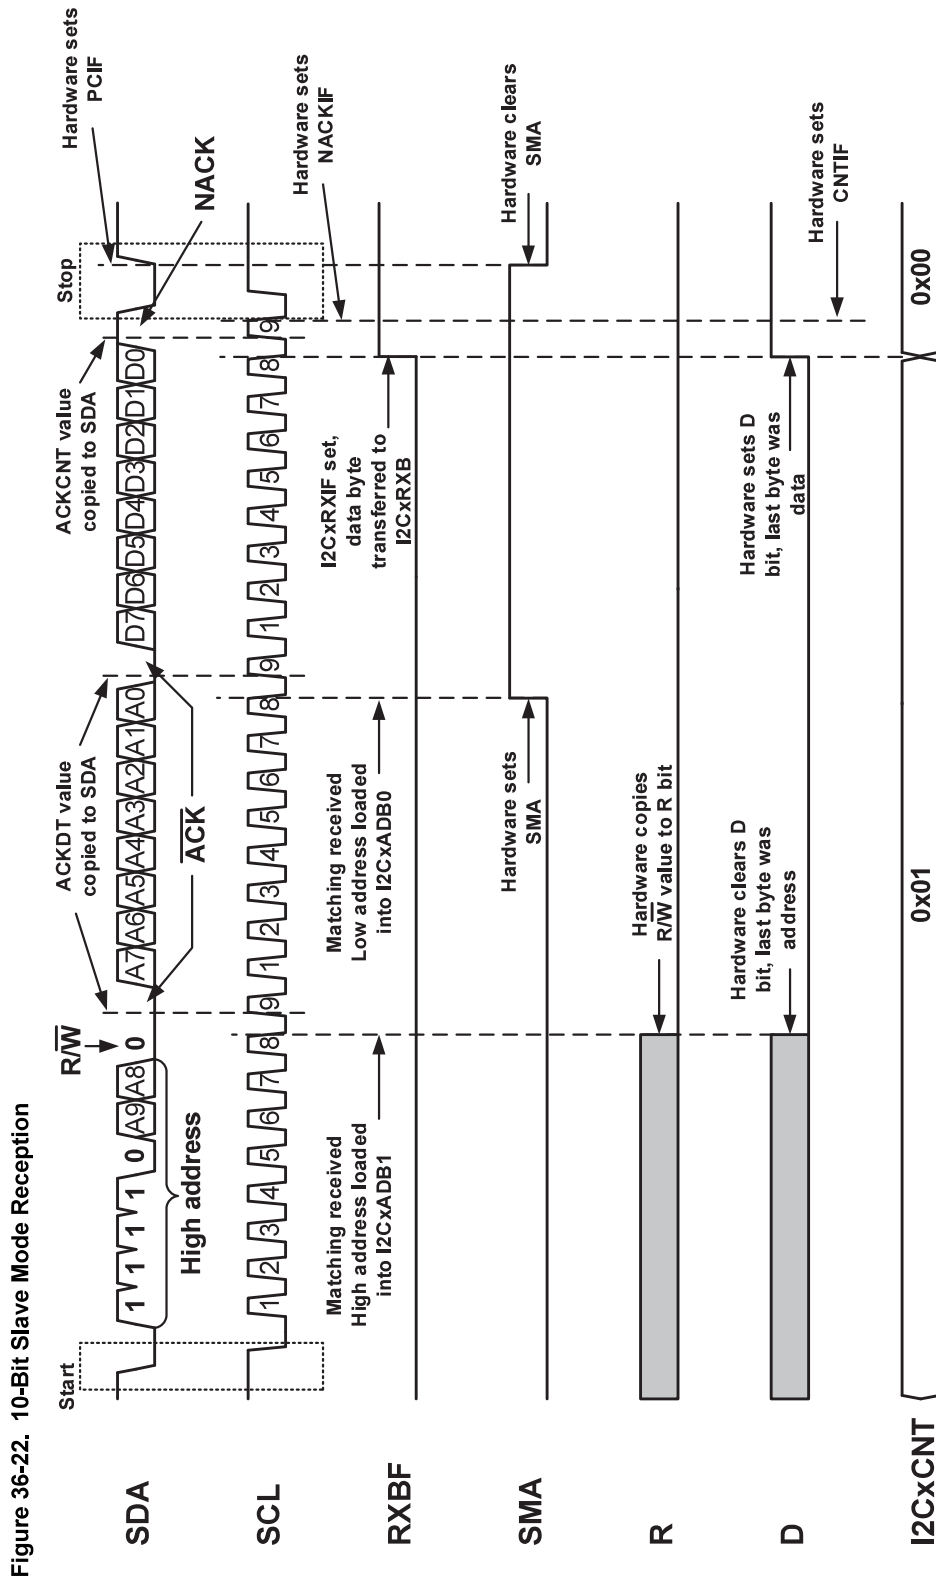 Figure 36-22. 10-Bit Slave Mode Reception
Start
Stop
SDA
1 1 1 1 0 A9 A8 0 A7 A6 A5 A4 A3 A2 A1 A0 D7 D6 D5 D4 D3 D2 D1 D0
High address
R/W
ACKDT value
copied to SDA
ACK
ACKCNT value
copied to SDA
NACK
Hardware sets
PCIF
SCL
1 2 3 4 5 6 7 8 9 1 2 3 4 5 6 7 8 9 1 2 3 4 5 6 7 8 9
Hardware sets
NACKIF
Matching received
High address loaded
into I2CxADB1
Matching received
Low address loaded
into I2CxADB0
I2CxRXIF set,
data byte
transferred to
I2CxRXB
RXBF
SMA
Hardware sets
SMA
Hardware clears
SMA
Hardware copies
R/W value to R bit
R
Hardware clears D
bit, last byte was
address
Hardware sets D
bit, last byte was
data
Hardware sets
CNTIF
D
I2CxCNT
0x01
0x00